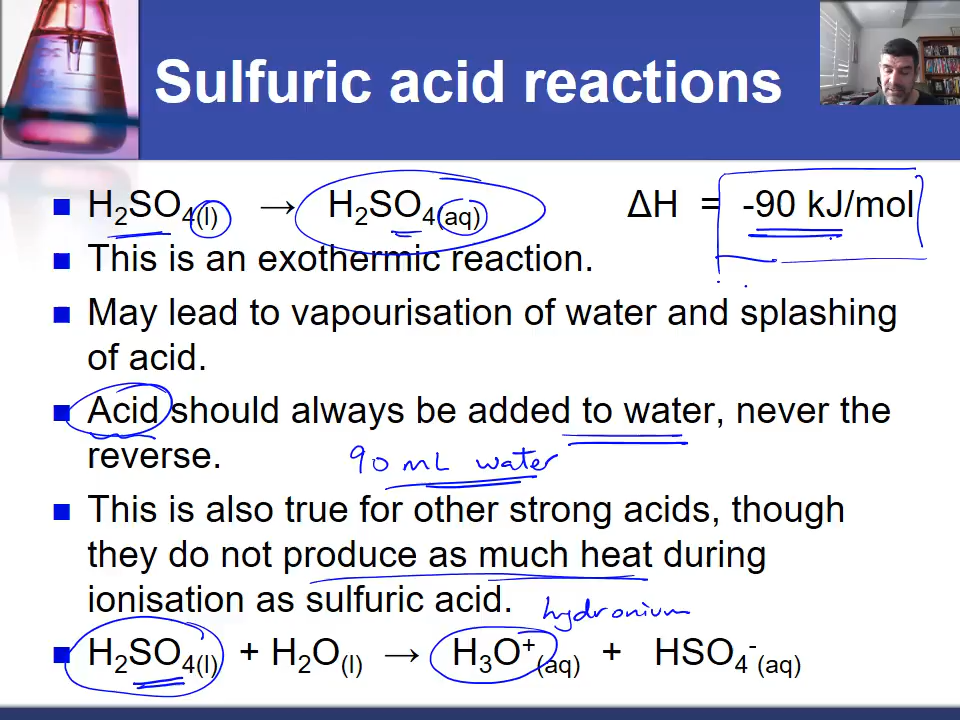 Sulfuric acid reactions
H₂SO₄₍l₎ → H₂SO₄(aq) ΔH = -90 kJ/mol
This is an exothermic reaction.
May lead to vapourisation of water and splashing
of acid.
Acid should always be added to water, never the
reverse.
90 mL water
This is also true for other strong acids, though
they do not produce as much heat during
ionisation as sulfuric acid.
hydronium
H₂SO₄(l) + H₂O(l) → H₃O⁺(aq) + HSO₄⁻(aq)